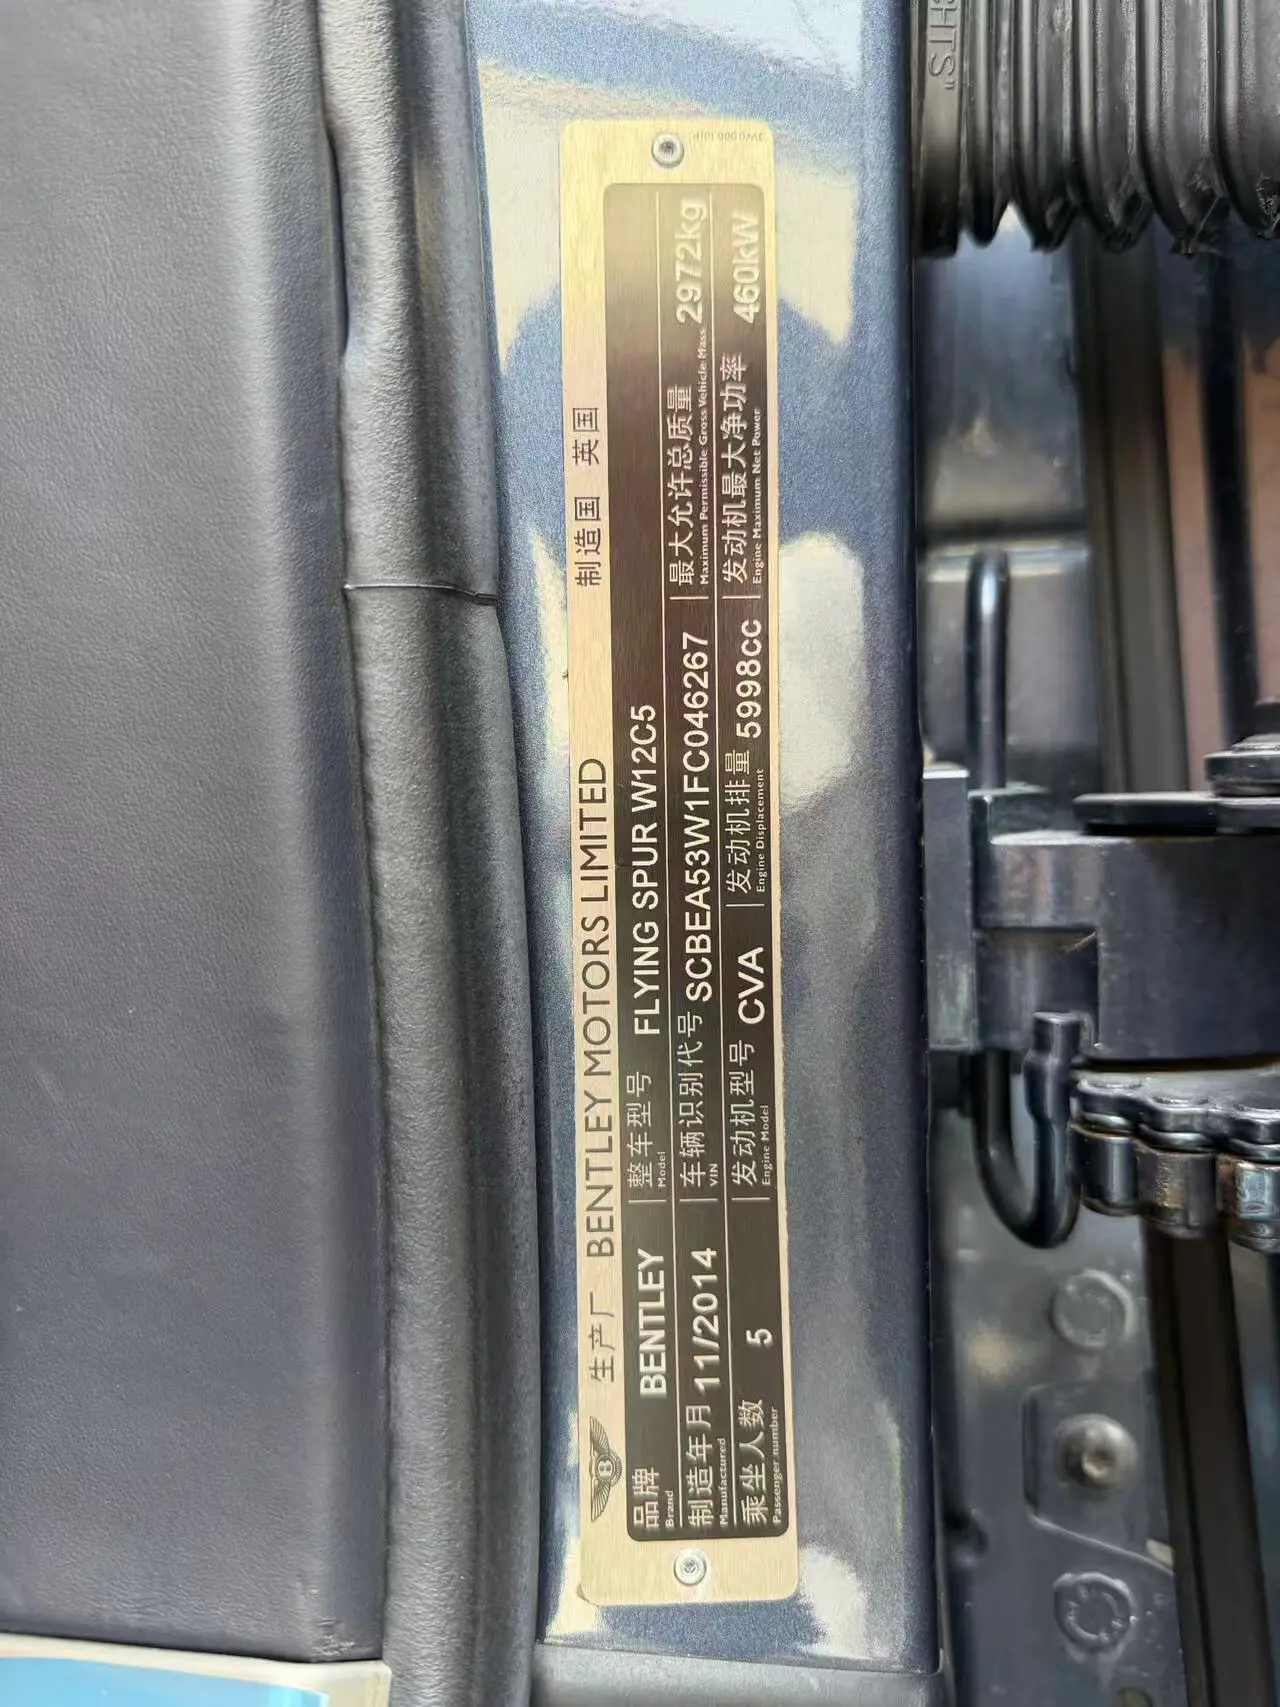 生产厂 BENTLEY MOTORS LIMITED 制造国 英国
品牌 BENTLEY 整车型号 FLYING SPUR W12C5
Brand Model
制造年月 11/2014 车辆识别代号 SCBEA53W1FC046267 最大允许总质量 2972kg
Manufactured VIN Maximum Permissible Gross Vehicle Mass
乘坐人数 5 发动机型号 CVA 发动机排量 5998cc 发动机最大净功率 460kW
Passenger number Engine Model Engine Displacement Engine Maximum Net Power